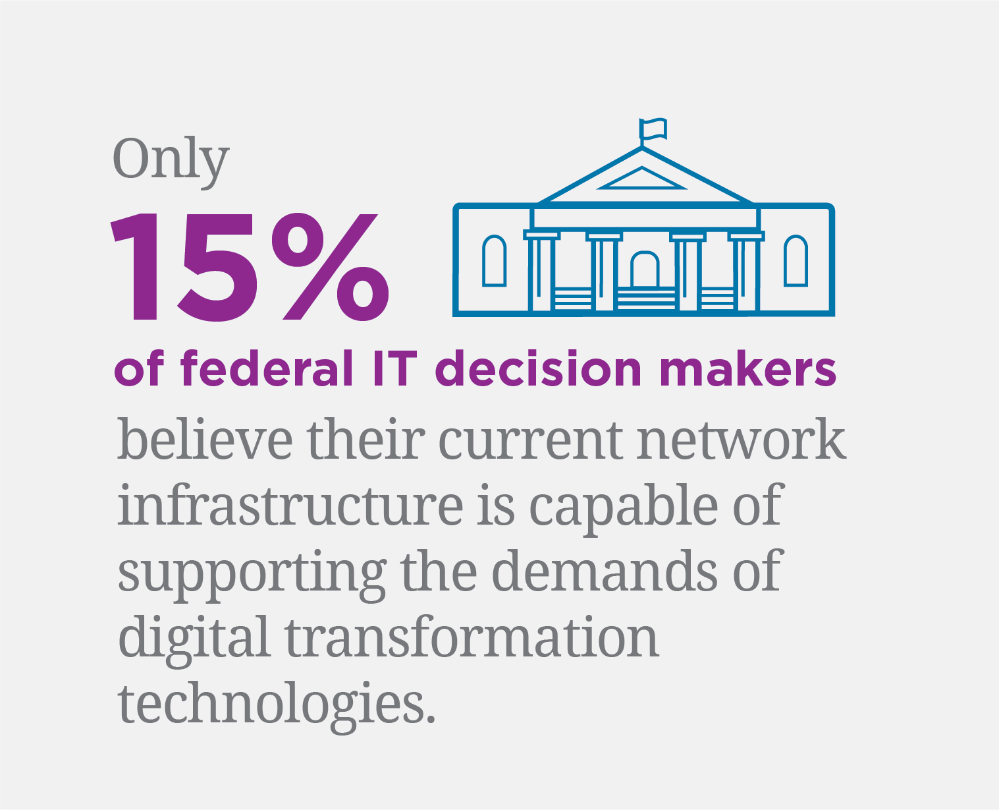 Only
15%
of federal IT decision makers
believe their current network
infrastructure is capable of
supporting the demands of
digital transformation
technologies.